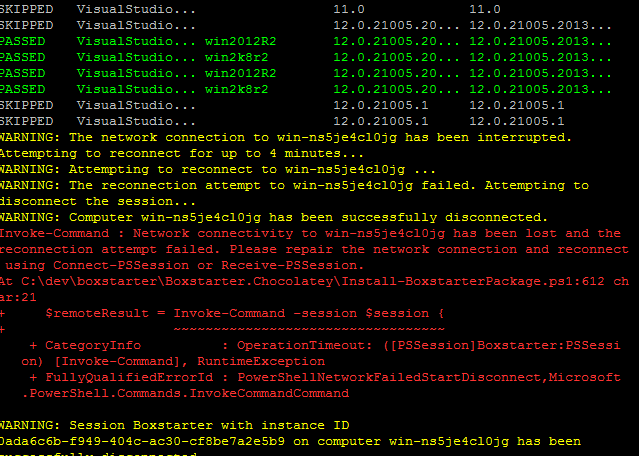 SKIPPED VisualStudio... 11.0 11.0
SKIPPED VisualStudio... 12.0.21005.20... 12.0.21005.2013...
PASSED VisualStudio... win2012R2 12.0.21005.20... 12.0.21005.2013...
PASSED VisualStudio... win2k8r2 12.0.21005.20... 12.0.21005.2013...
PASSED VisualStudio... win2012R2 12.0.21005.20... 12.0.21005.2013...
PASSED VisualStudio... win2k8r2 12.0.21005.20... 12.0.21005.2013...
SKIPPED VisualStudio... 12.0.21005.1 12.0.21005.1
SKIPPED VisualStudio... 12.0.21005.1 12.0.21005.1
WARNING: The network connection to win-ns5je4cl0jg has been interrupted.
Attempting to reconnect for up to 4 minutes...
WARNING: Attempting to reconnect to win-ns5je4cl0jg ...
WARNING: The reconnection attempt to win-ns5je4cl0jg failed. Attempting to
disconnect the session...
WARNING: Computer win-ns5je4cl0jg has been successfully disconnected.
Invoke-Command : Network connectivity to win-ns5je4cl0jg has been lost and the
reconnection attempt failed. Please repair the network connection and reconnect
using Connect-PSSession or Receive-PSSession.
At C:\dev\boxstarter\Boxstarter.Chocolatey\Install-BoxstarterPackage.ps1:612 ch
ar:21
+ $remoteResult = Invoke-Command -session $session {
+ ~~~~~~~~~~~~~~~~~~~~~~~~~~~~~~~~~~
+ CategoryInfo : OperationTimeout: ([PSSession]Boxstarter:PSSessi
on) [Invoke-Command], RuntimeException
+ FullyQualifiedErrorId : PowerShellNetworkFailedStartDisconnect,Microsoft
.PowerShell.Commands.InvokeCommandCommand
WARNING: Session Boxstarter with instance ID
0ada6c6b-f949-404c-ac30-cf8be7a2e5b9 on computer win-ns5je4cl0jg has been
successfully disconnected.